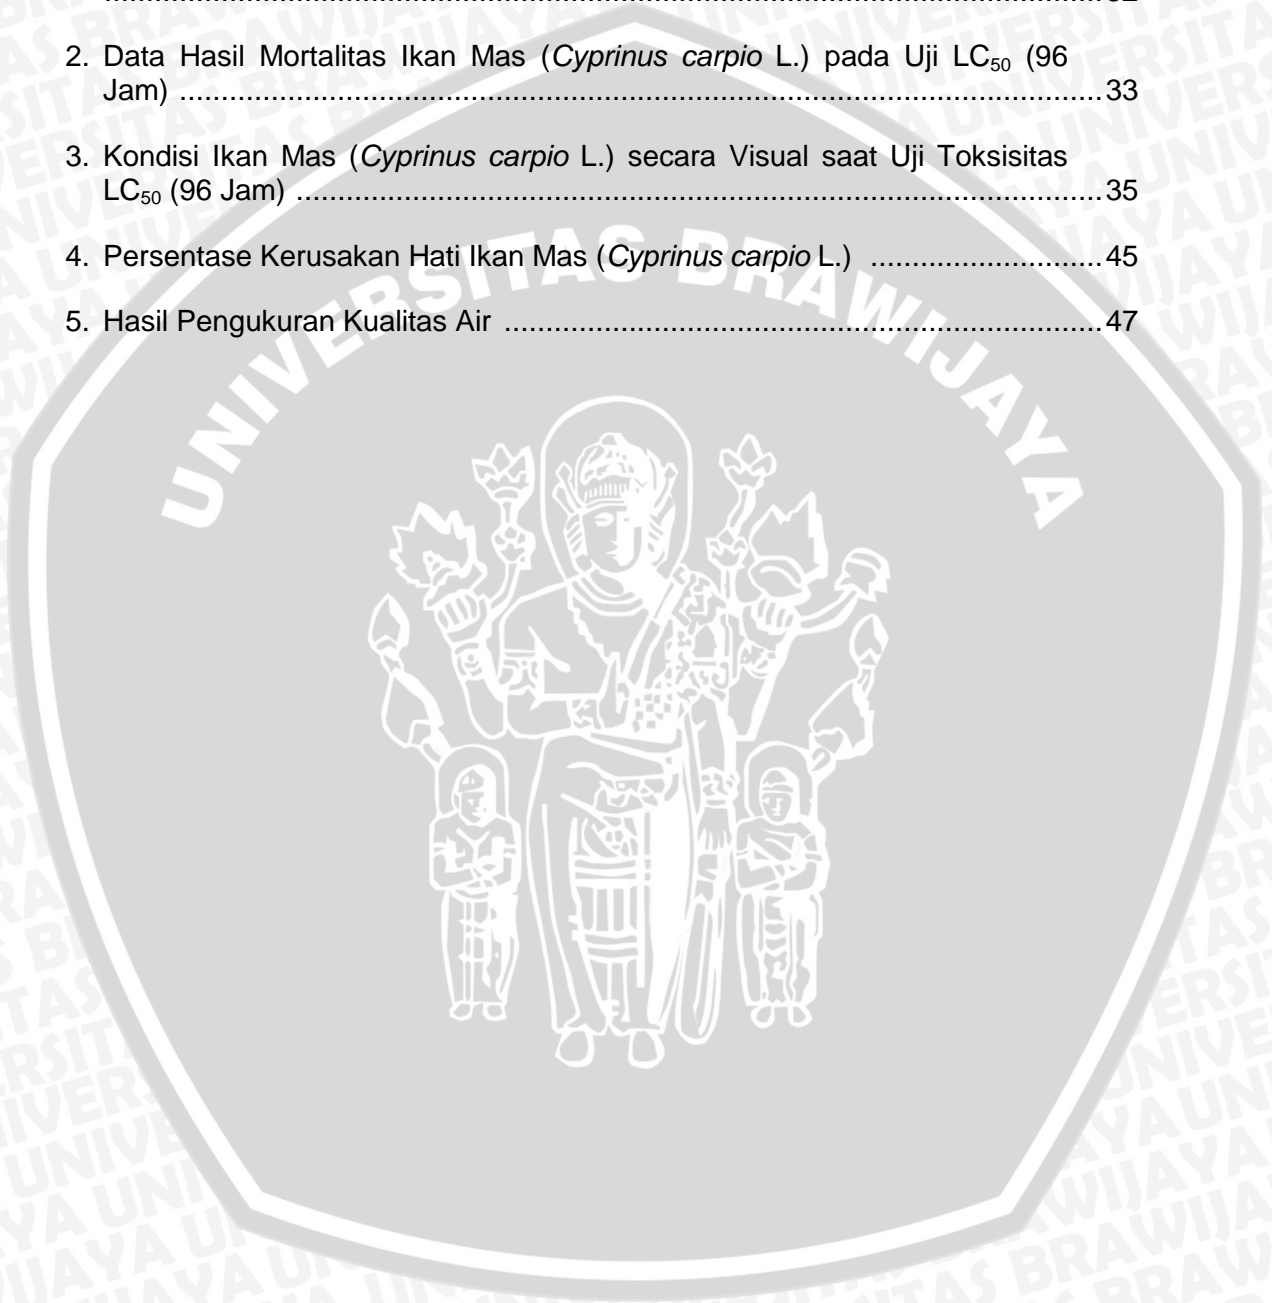 2. Data Hasil Mortalitas Ikan Mas (Cyprinus carpio L.) pada Uji LC50 (96
Jam) ........................................................................................................ 33
3. Kondisi Ikan Mas (Cyprinus carpio L.) secara Visual saat Uji Toksisitas
LC50 (96 Jam) ........................................................................................... 35
4. Persentase Kerusakan Hati Ikan Mas (Cyprinus carpio L.) .......................... 45
5. Hasil Pengukuran Kualitas Air .................................................................... 47
UNIVERSITAS BRAWIJAYA